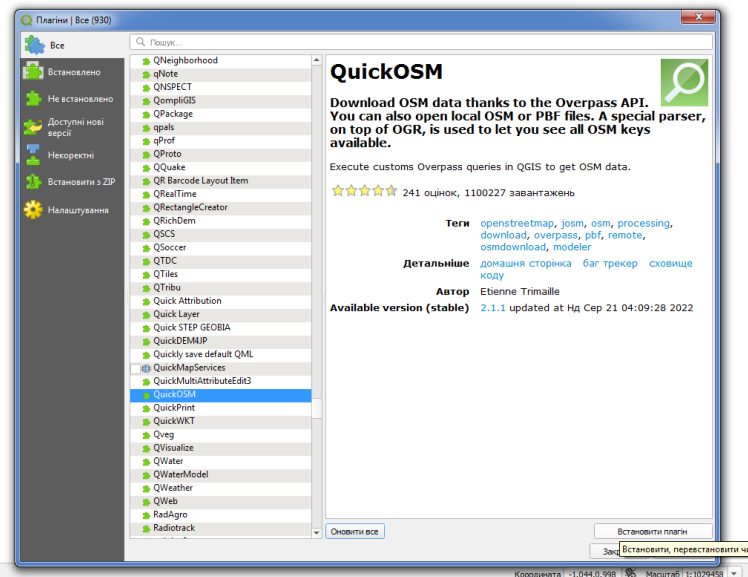 Плагіни | Все (930)
Все
Встановлено
Не встановлено
Доступні нові
версії
Некоректні
Встановити з ZIP
Налаштування
Пошук...
QNeighborhood
qNote
QNSPECT
QompliGIS
QPackage
qpals
qProf
QProto
QQuake
QR Barcode Layout Item
QRealTime
QRectangleCreator
QRichDem
QSCS
QSoccer
QTDC
QTiles
QTribu
Quick Attribution
Quick Layer
Quick STEP GEOBIA
QuickDEM4JP
Quickly save default QML
QuickMapServices
QuickMultiAttributeEdit3
QuickOSM
QuickPrint
QuickWKT
Qveg
QVisualize
QWater
QWaterModel
QWeather
QWeb
RadAgro
Radiotrack
QuickOSM
Download OSM data thanks to the Overpass API.
You can also open local OSM or PBF files. A special parser,
on top of OGR, is used to let you see all OSM keys
available.
Execute customs Overpass queries in QGIS to get OSM data.
241 оцінок, 1100227 завантажень
Теги openstreetmap, josm, osm, processing,
download, overpass, pbf, remote,
osmdownload, modeler
Детальніше домашня сторінка баг трекер сховище
коду
Автор Etienne Trimaille
Available version (stable) 2.1.1 updated at Нд Сер 21 04:09:28 2022
Оновити все
Встановити плагін
Встановити, перевстановити
Координата -1.044,0.998 Масштаб 1:1029458